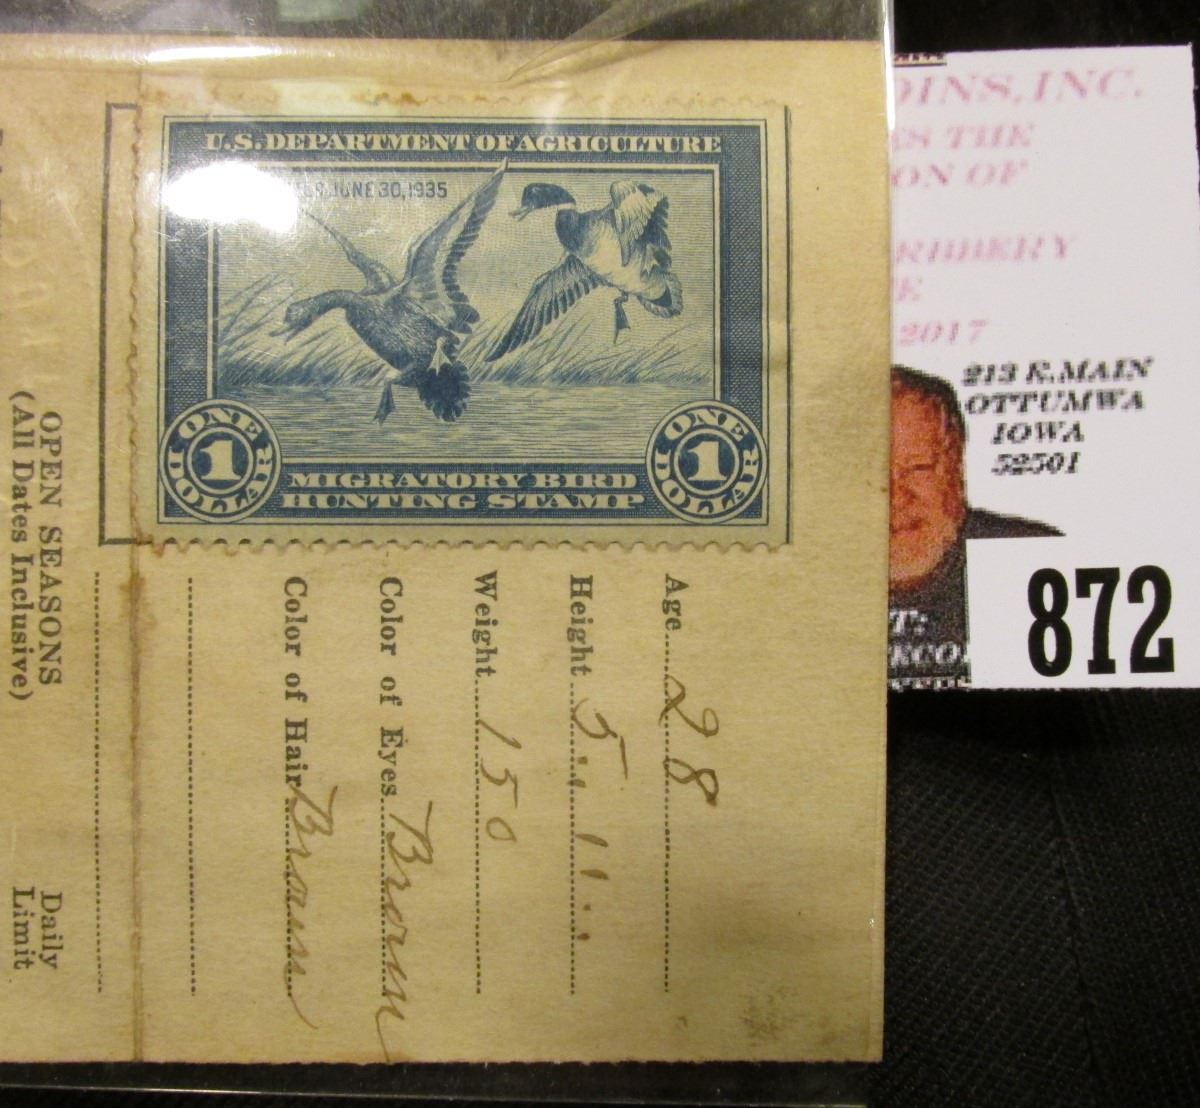 U.S. DEPARTMENT OF AGRICULTURE
JUNE 30, 1935
ONE DOLLAR 1
ONE DOLLAR 1
MIGRATORY BIRD
HUNTING STAMP
Age 28
Height 5..11..
Weight 150
Color of Eyes Brown
Color of Hair Brown
OPEN SEASONS
(All Dates Inclusive)
Daily
Limit
INC.
THE
OF
2017
213 E. MAIN
OTTUMWA
IOWA
52501
872